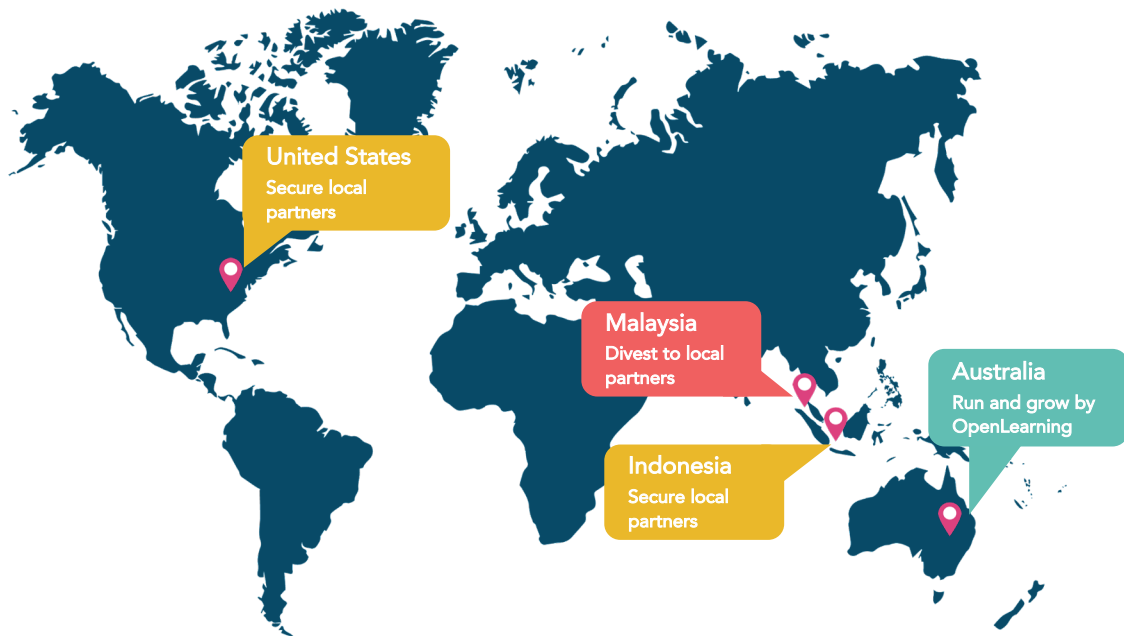 United States
Secure local
partners
Malaysia
Divest to local
partners
Australia
Run and grow by
OpenLearning
Indonesia
Secure local
partners